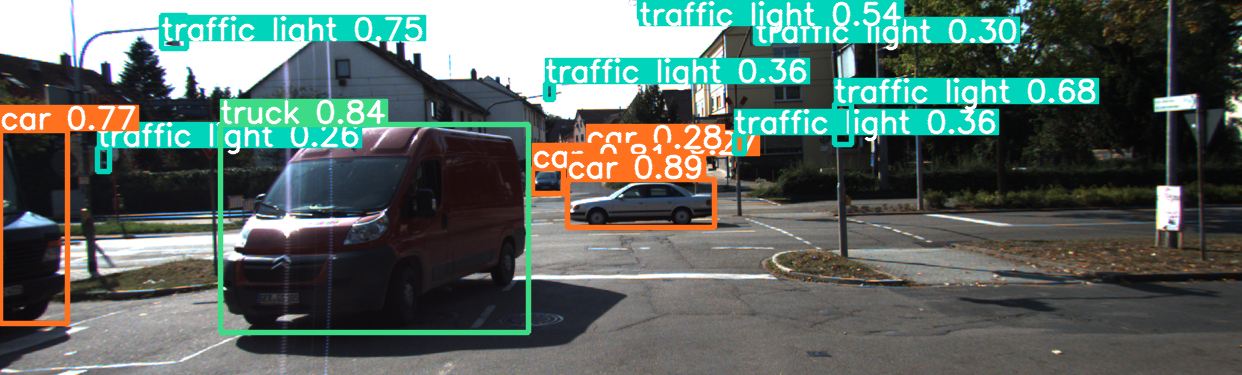 traffic light 0.54
traffic light 0.75
traffic light 0.30
traffic light 0.36
traffic light 0.68
truck 0.84
car 0.77
traffic light 0.36
traffic light 0.26
car 0.28
car 0.89